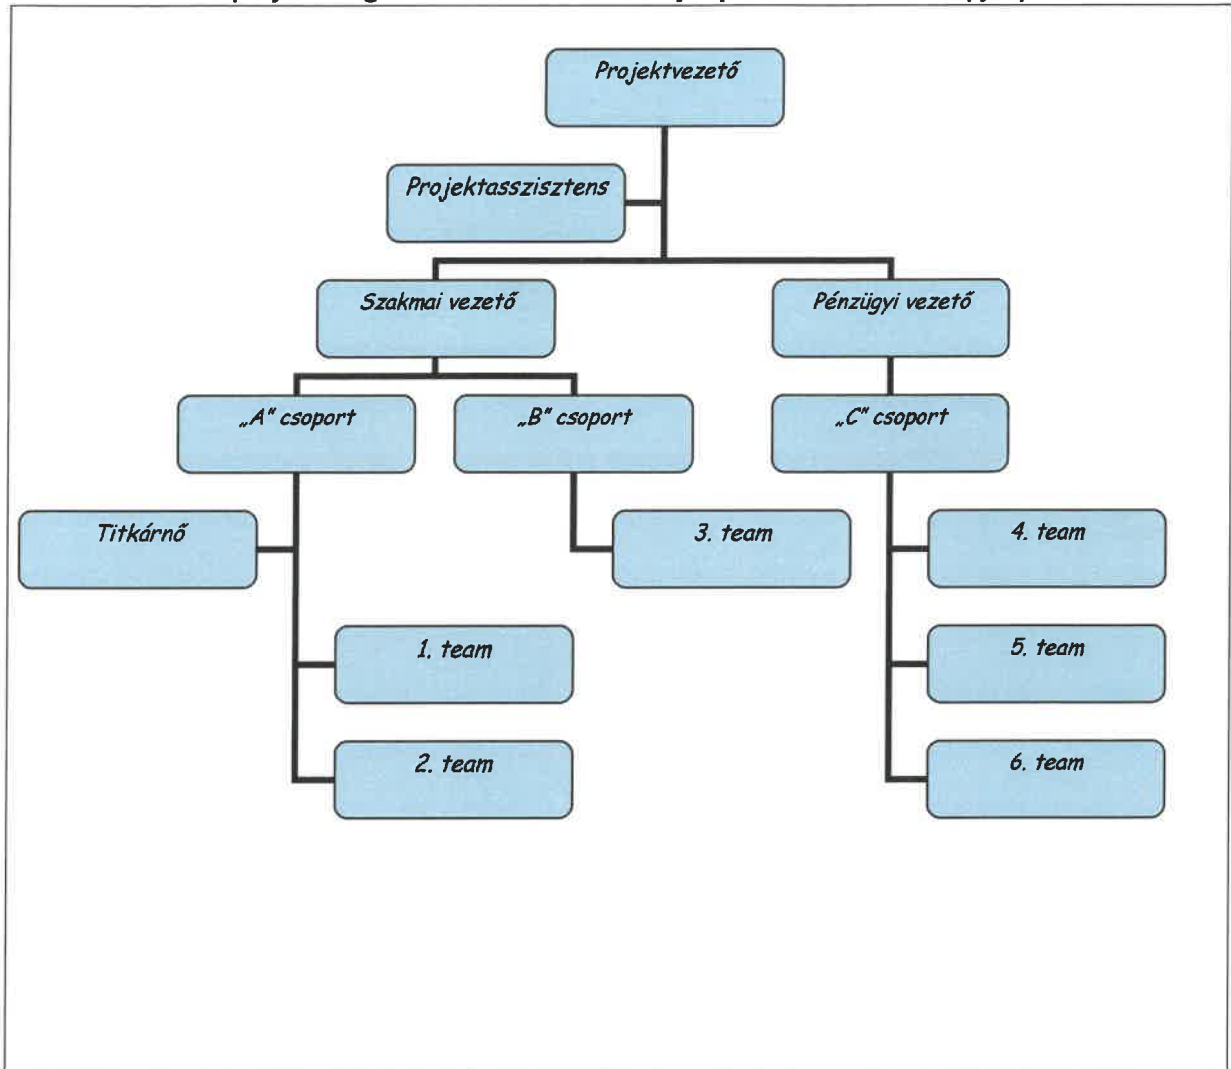 Projektvezető
Projektasszisztens
Szakmai vezető
Pénzügyi vezető
„A” csoport
„B” csoport
„C” csoport
Titkárnő
3. team
4. team
1. team
5. team
2. team
6. team